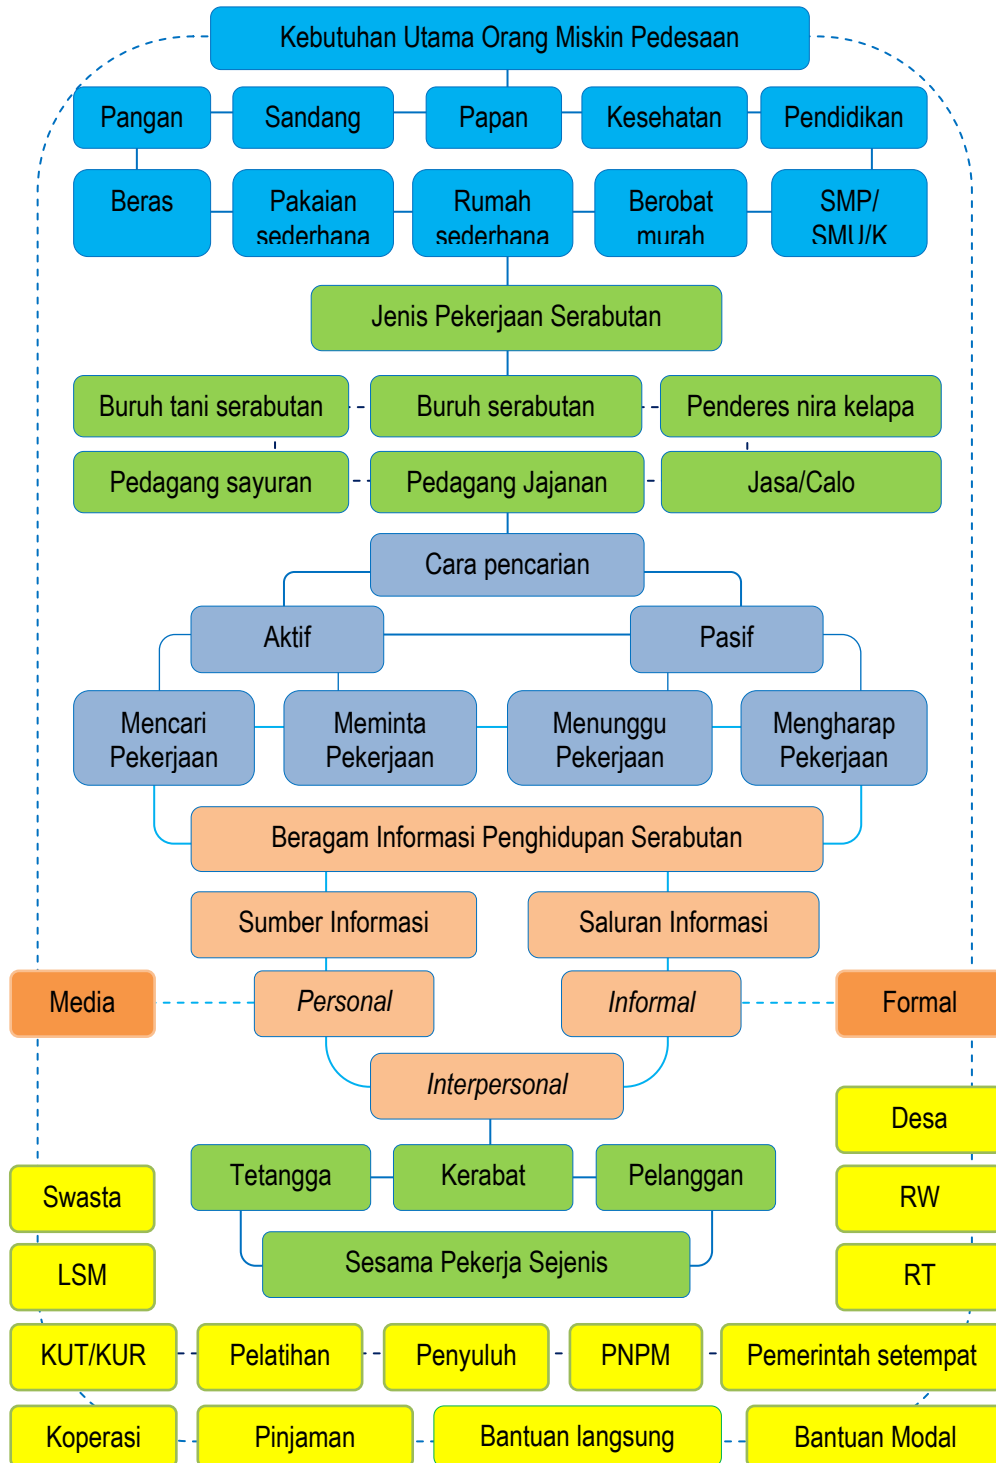 Kebutuhan Utama Orang Miskin Pedesaan
Pangan
Sandang
Papan
Kesehatan
Pendidikan
Beras
Pakaian
sederhana
Rumah
sederhana
Berobat
murah
SMP/
SMU/K
Jenis Pekerjaan Serabutan
Buruh tani serabutan
Buruh serabutan
Penderes nira kelapa
Pedagang sayuran
Pedagang Jajanan
Jasa/Calo
Cara pencarian
Aktif
Pasif
Mencari
Pekerjaan
Meminta
Pekerjaan
Menunggu
Pekerjaan
Mengharap
Pekerjaan
Beragam Informasi Penghidupan Serabutan
Sumber Informasi
Saluran Informasi
Media
Personal
Informal
Formal
Interpersonal
Desa
Tetangga
Kerabat
Pelanggan
Swasta
RW
Sesama Pekerja Sejenis
LSM
RT
KUT/KUR
Pelatihan
Penyuluh
PNPM
Pemerintah setempat
Koperasi
Pinjaman
Bantuan langsung
Bantuan Modal